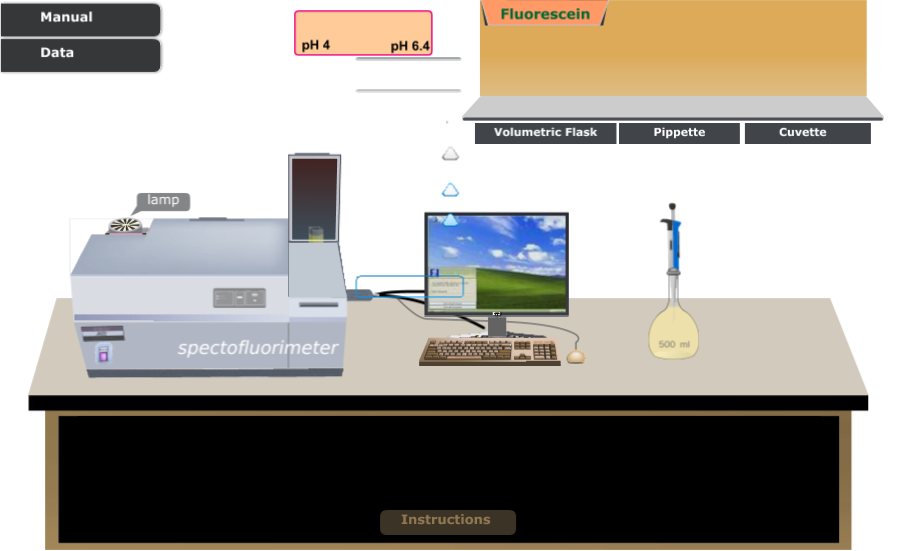 Manual
Data
pH 4
pH 6.4
Fluorescein
Volumetric Flask
Pippette
Cuvette
lamp
spectofluorimeter
500 ml
Instructions